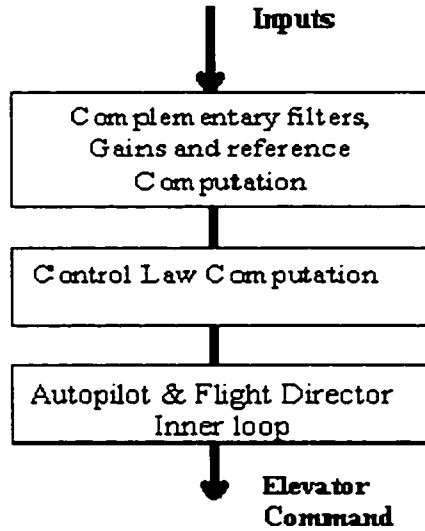 Inputs
Complementary filters,
Gains and reference
Computation
Control Law Computation
Autopilot & Flight Director
Inner loop
Elevator
Command